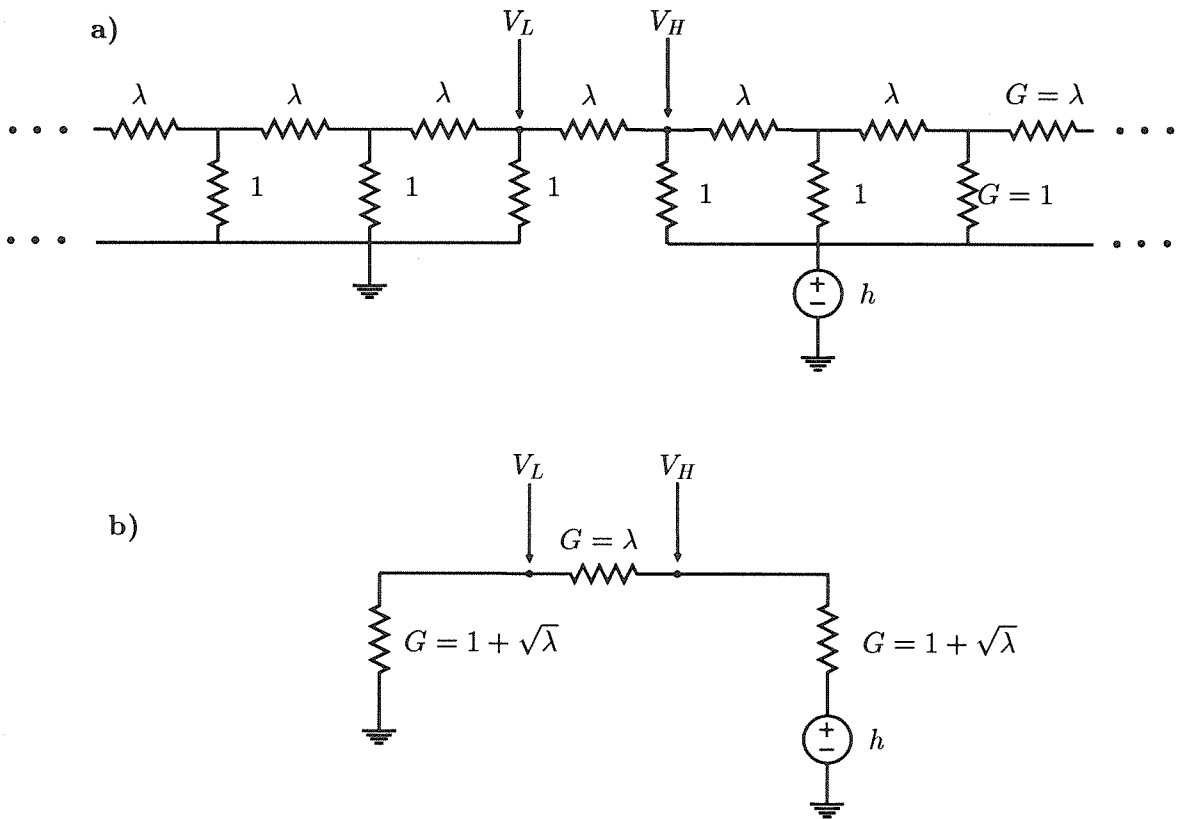 a)
V_L V_H
λ λ λ λ λ λ G = λ
1 1 1 1 1 G = 1
+
− h
b)
V_L V_H
G = λ
G = 1 + √λ G = 1 + √λ
+
− h